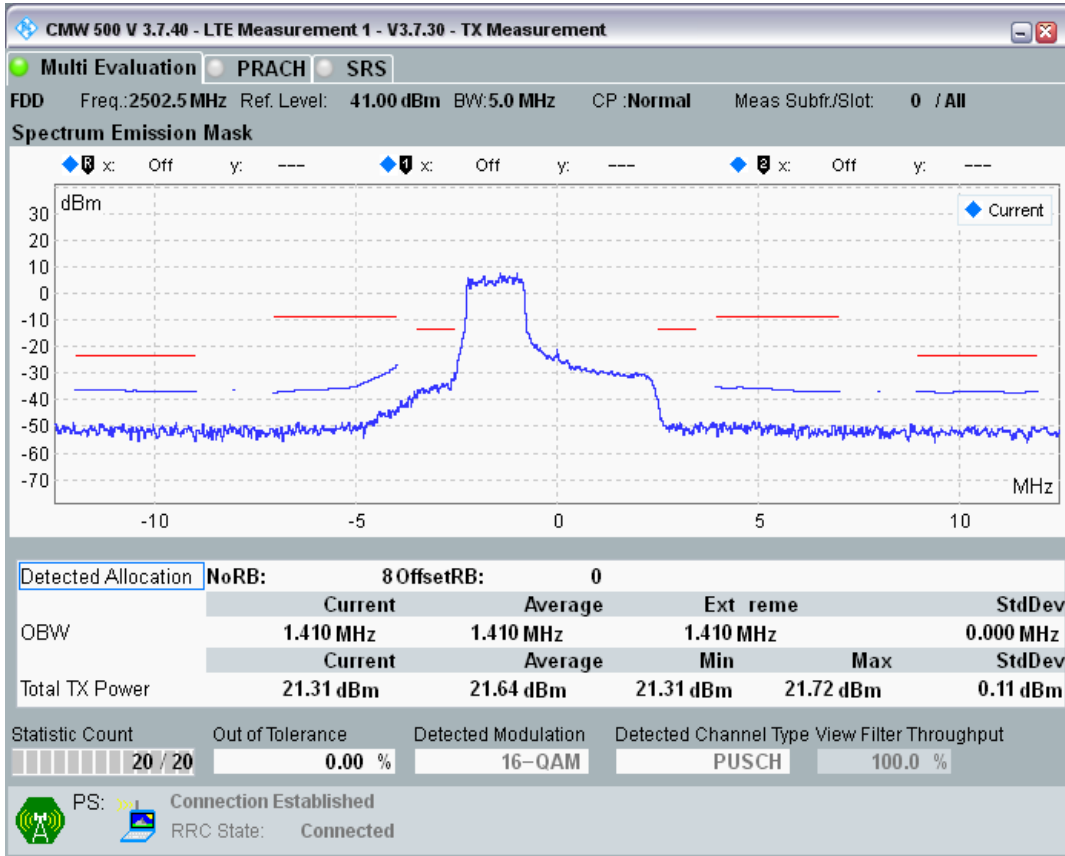 CMW 500 V 3.7.40 - LTE Measurement 1 - V3.7.30 - TX Measurement
Multi Evaluation PRACH SRS
FDD Freq.:2502.5 MHz Ref. Level: 41.00 dBm BW:5.0 MHz CP :Normal Meas Subfr./Slot: 0 / All
Spectrum Emission Mask
R x: Off y: --- 1 x: Off y: --- 2 x: Off y: ---
dBm
Current
30
20
10
0
-10
-20
-30
-40
-50
-60
-70
MHz
-10 -5 0 5 10
Detected Allocation NoRB: 8 OffsetRB: 0
Current Average Ext reme StdDev
OBW 1.410 MHz 1.410 MHz 1.410 MHz 0.000 MHz
Current Average Min Max StdDev
Total TX Power 21.31 dBm 21.64 dBm 21.31 dBm 21.72 dBm 0.11 dBm
Statistic Count Out of Tolerance Detected Modulation Detected Channel Type View Filter Throughput
20 / 20 0.00 % 16-QAM PUSCH 100.0 %
PS: Connection Established
RRC State: Connected